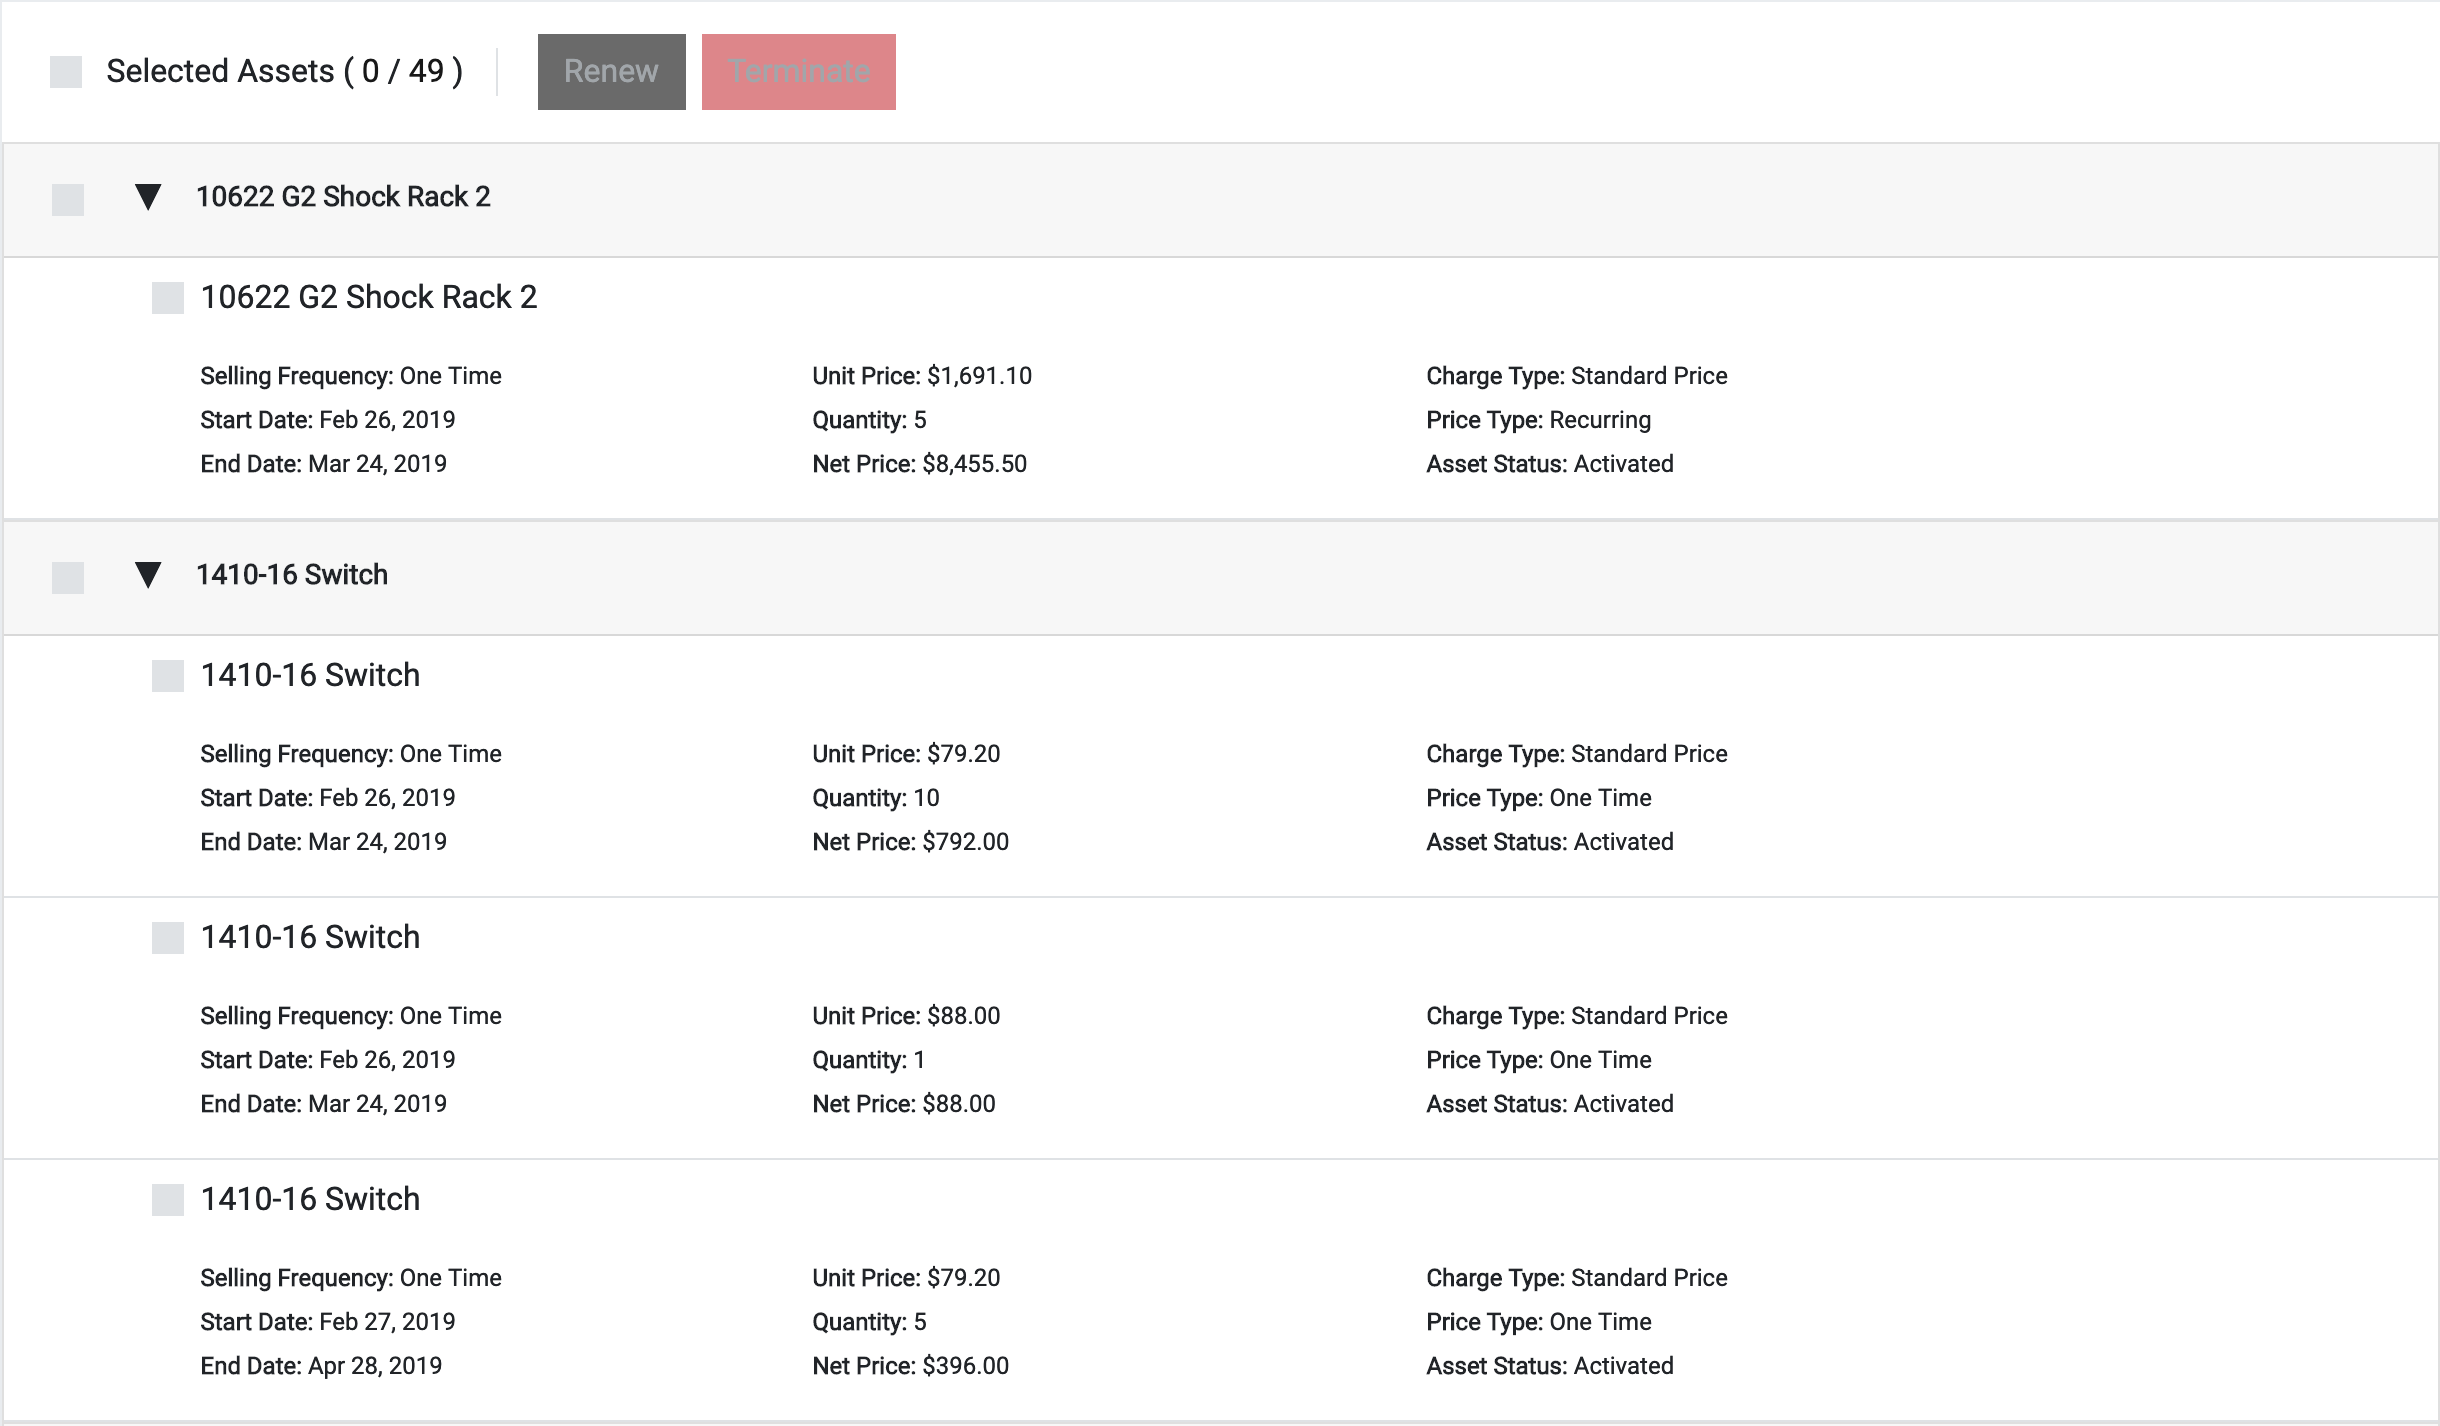 Selected Assets ( 0 / 49 ) Renew Terminate
10622 G2 Shock Rack 2
10622 G2 Shock Rack 2
Selling Frequency: One Time Unit Price: $1,691.10 Charge Type: Standard Price
Start Date: Feb 26, 2019 Quantity: 5 Price Type: Recurring
End Date: Mar 24, 2019 Net Price: $8,455.50 Asset Status: Activated
1410-16 Switch
1410-16 Switch
Selling Frequency: One Time Unit Price: $79.20 Charge Type: Standard Price
Start Date: Feb 26, 2019 Quantity: 10 Price Type: One Time
End Date: Mar 24, 2019 Net Price: $792.00 Asset Status: Activated
1410-16 Switch
Selling Frequency: One Time Unit Price: $88.00 Charge Type: Standard Price
Start Date: Feb 26, 2019 Quantity: 1 Price Type: One Time
End Date: Mar 24, 2019 Net Price: $88.00 Asset Status: Activated
1410-16 Switch
Selling Frequency: One Time Unit Price: $79.20 Charge Type: Standard Price
Start Date: Feb 27, 2019 Quantity: 5 Price Type: One Time
End Date: Apr 28, 2019 Net Price: $396.00 Asset Status: Activated